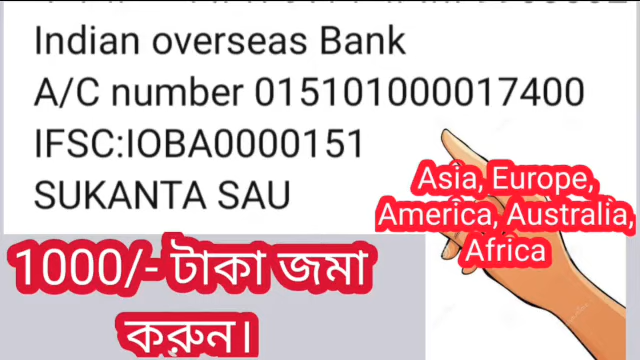 Indian overseas Bank
A/C number 015101000017400
IFSC:IOBA0000151
SUKANTA SAU
Asia, Europe,
America, Australia,
Africa
1000/- টাকা জমা
করুন।